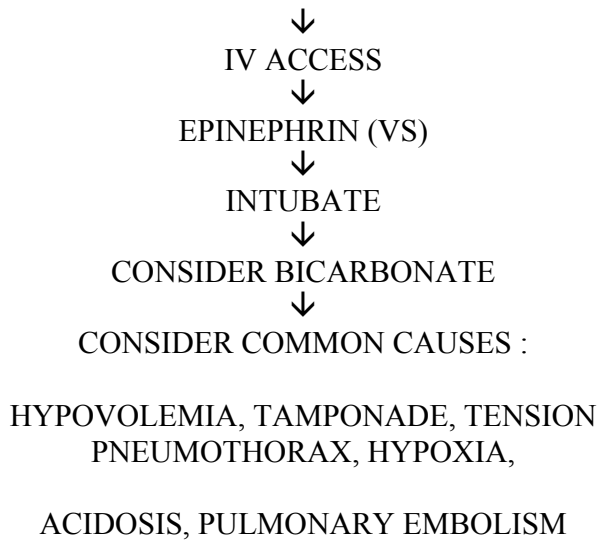 ↓
IV ACCESS
↓
EPINEPHRIN (VS)
↓
INTUBATE
↓
CONSIDER BICARBONATE
↓
CONSIDER COMMON CAUSES :
HYPOVOLEMIA, TAMPONADE, TENSION
PNEUMOTHORAX, HYPOXIA,
ACIDOSIS, PULMONARY EMBOLISM